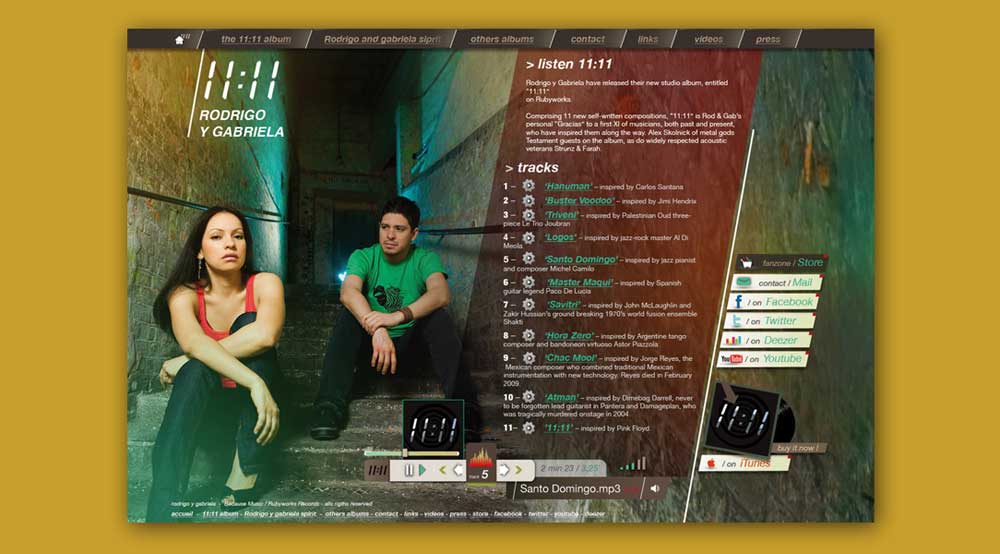 the 11:11 album
Rodrigo and gabriela siprit
others albums
contact
links
videos
press
11:11
RODRIGO
Y GABRIELA
> listen 11:11
Rodrigo y Gabriela have released their new studio album, entitled
"11:11"
on Rubyworks.
Comprising 11 new self-written compositions, "11:11" is Rod & Gab's
personal "Gracias" to a first XI of musicians, both past and present,
who have inspired them along the way. Alex Skolnick of metal gods
Testament guests on the album, as do widely respected acoustic
veterans Strunz & Farah.
> tracks
1 – 'Hanuman' – inspired by Carlos Santana
2 – 'Buster Voodoo' – inspired by Jimi Hendrix
3 – 'Triveni' – inspired by Palestinian Oud three-
piece Le Trio Joubran
4 – 'Logos' – inspired by jazz-rock master Al Di
Meola
5 – 'Santo Domingo' – inspired by jazz pianist
and composer Michel Camilo
6 – 'Master Maqui' – inspired by Spanish
guitar legend Paco De Lucia
7 – 'Savitri' – inspired by John McLaughlin and
Zakir Hussian's ground breaking 1970's world fusion ensemble
Shakti
8 – 'Hora Zero' – inspired by Argentine tango
composer and bandoneon virtuoso Astor Piazzola
9 – 'Chac Mool' – inspired by Jorge Reyes, the
Mexican composer who combined traditional Mexican
instrumentation with new technology. Reyes died in February
2009.
10 – 'Atman' – inspired by Dimebag Darrell, never
to be forgotten lead guitarist in Pantera and Damageplan, who
was tragically murdered onstage in 2004
11– '11:11' – inspired by Pink Floyd
fanzone / Store
contact / Mail
/ on Facebook
/ on Twitter
/ on Deezer
You Tube / on Youtube
11:11
buy it now !
/ on iTunes
11:11
11:11
track 5
2 min 23 / 3,25'
Santo Domingo.mp3
rodrigo y gabriela - Because Music / Rubyworks Records - alls rigths reserved
accueil - 11:11 album - Rodrigo y gabriela spirit - others albums - contact - links - videos - press - store - facebook - twitter - youtube - deezer